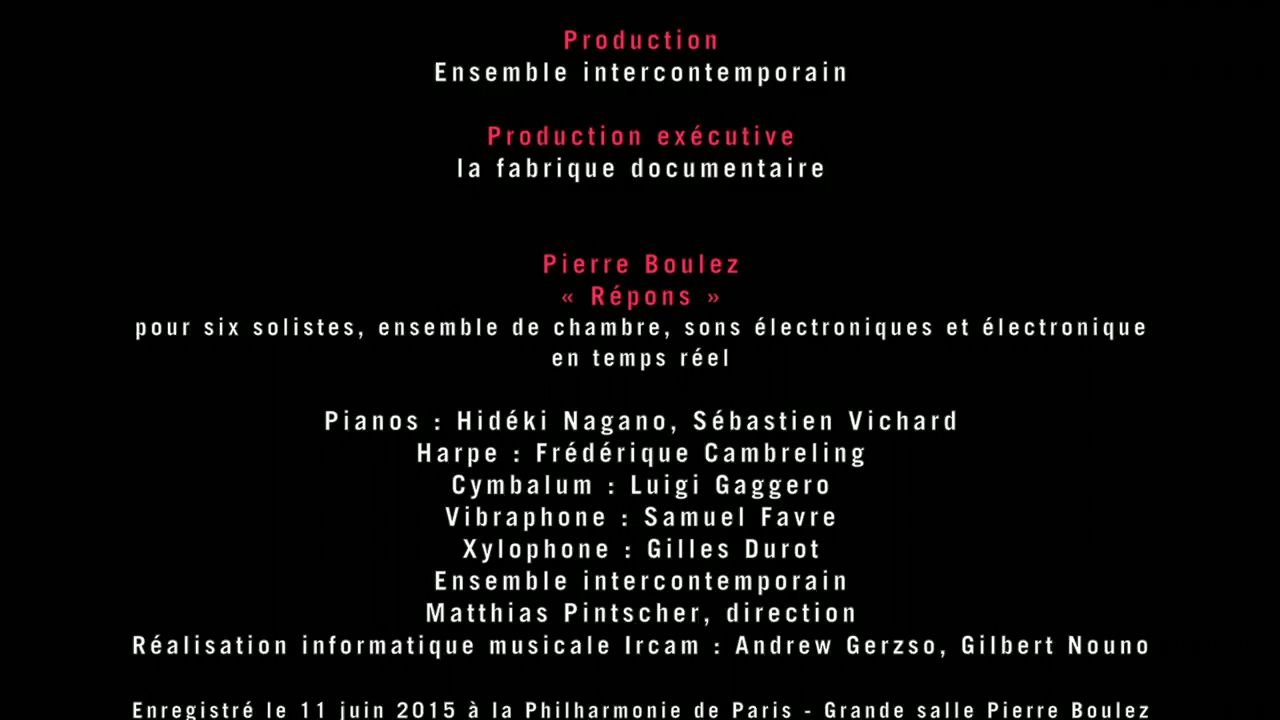 Production
Ensemble intercontemporain
Production exécutive
la fabrique documentaire
Pierre Boulez
« Répons »
pour six solistes, ensemble de chambre, sons électroniques et électronique
en temps réel
Pianos : Hidéki Nagano, Sébastien Vichard
Harpe : Frédérique Cambreling
Cymbalum : Luigi Gaggero
Vibraphone : Samuel Favre
Xylophone : Gilles Durot
Ensemble intercontemporain
Matthias Pintscher, direction
Réalisation informatique musicale Ircam : Andrew Gerzso, Gilbert Nouno
Enregistré le 11 juin 2015 à la Philharmonie de Paris - Grande salle Pierre Boulez